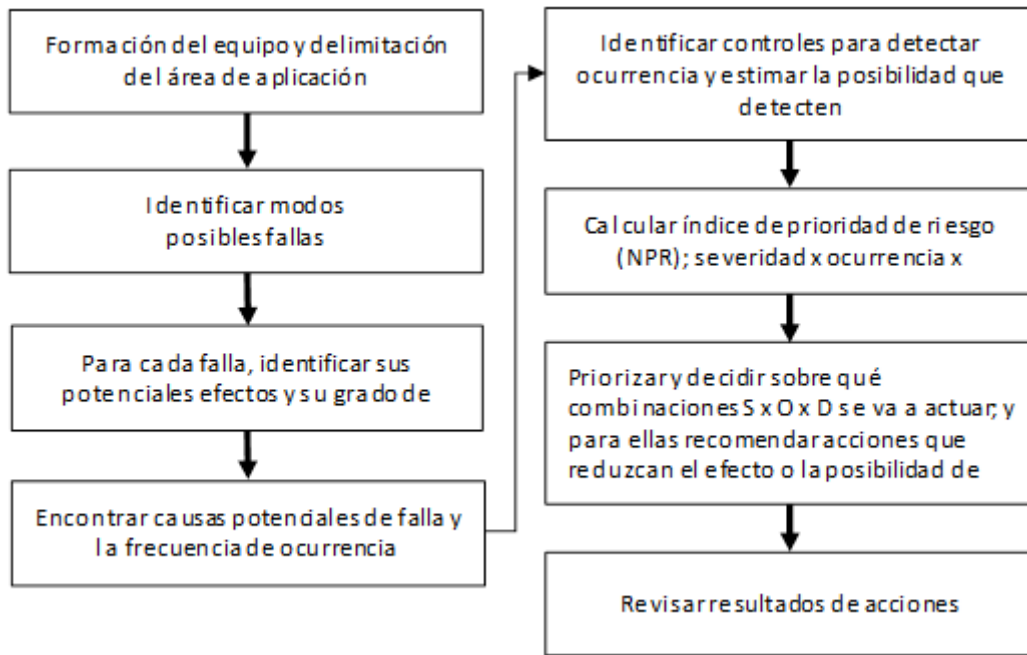 Formación del equipo y delimitación
del área de aplicación
Identificar modos
posibles fallas
Para cada falla, identificar sus
potenciales efectos y su grado de
Encontrar causas potenciales de falla y
la frecuencia de ocurrencia
Identificar controles para detectar
ocurrencia y estimar la posibilidad que
detecten
Calcular índice de prioridad de riesgo
(NPR); severidad x ocurrencia x
Priorizar y decidir sobre qué
combinaciones S x O x D se va a actuar; y
para ellas recomendar acciones que
reduzcan el efecto o la posibilidad de
Revisar resultados de acciones